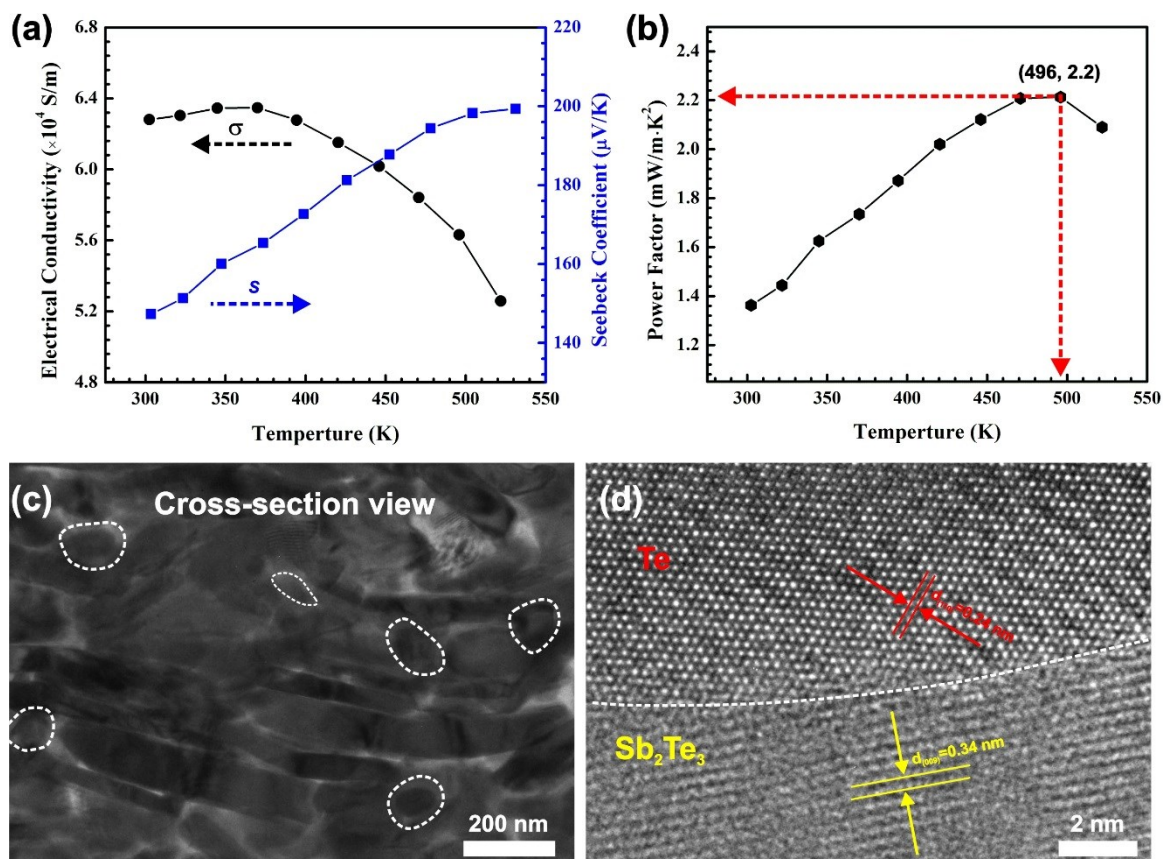 (a)
6.8
6.4
6.0
5.6
5.2
4.8
Electrical Conductivity (×10⁴ S/m)
σ
S
220
200
180
160
140
Seebeck Coefficient (μV/K)
300 350 400 450 500 550
Temperture (K)
(b)
2.4
2.2
2.0
1.8
1.6
1.4
1.2
Power Factor (mW/m·K²)
(496, 2.2)
300 350 400 450 500 550
Temperture (K)
(c)
Cross-section view
200 nm
(d)
Te
=0.24 nm
Sb₂Te₃
d₍₀₀₉₎=0.34 nm
2 nm